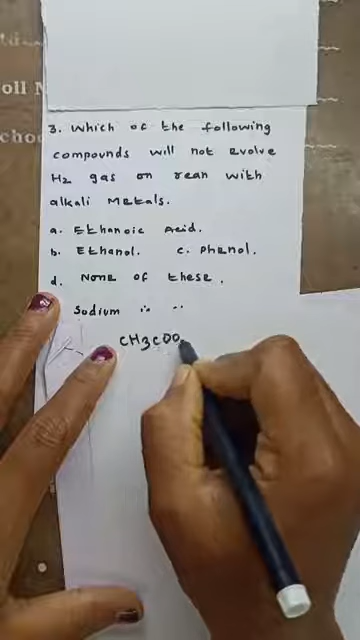 3. Which of the following
compounds will not evolve
H2 gas on rean with
alkali Metals.
a. Ethanoic Acid.
b. Ethanol. c. Phenol.
d. None of these.
Sodium
CH3COO